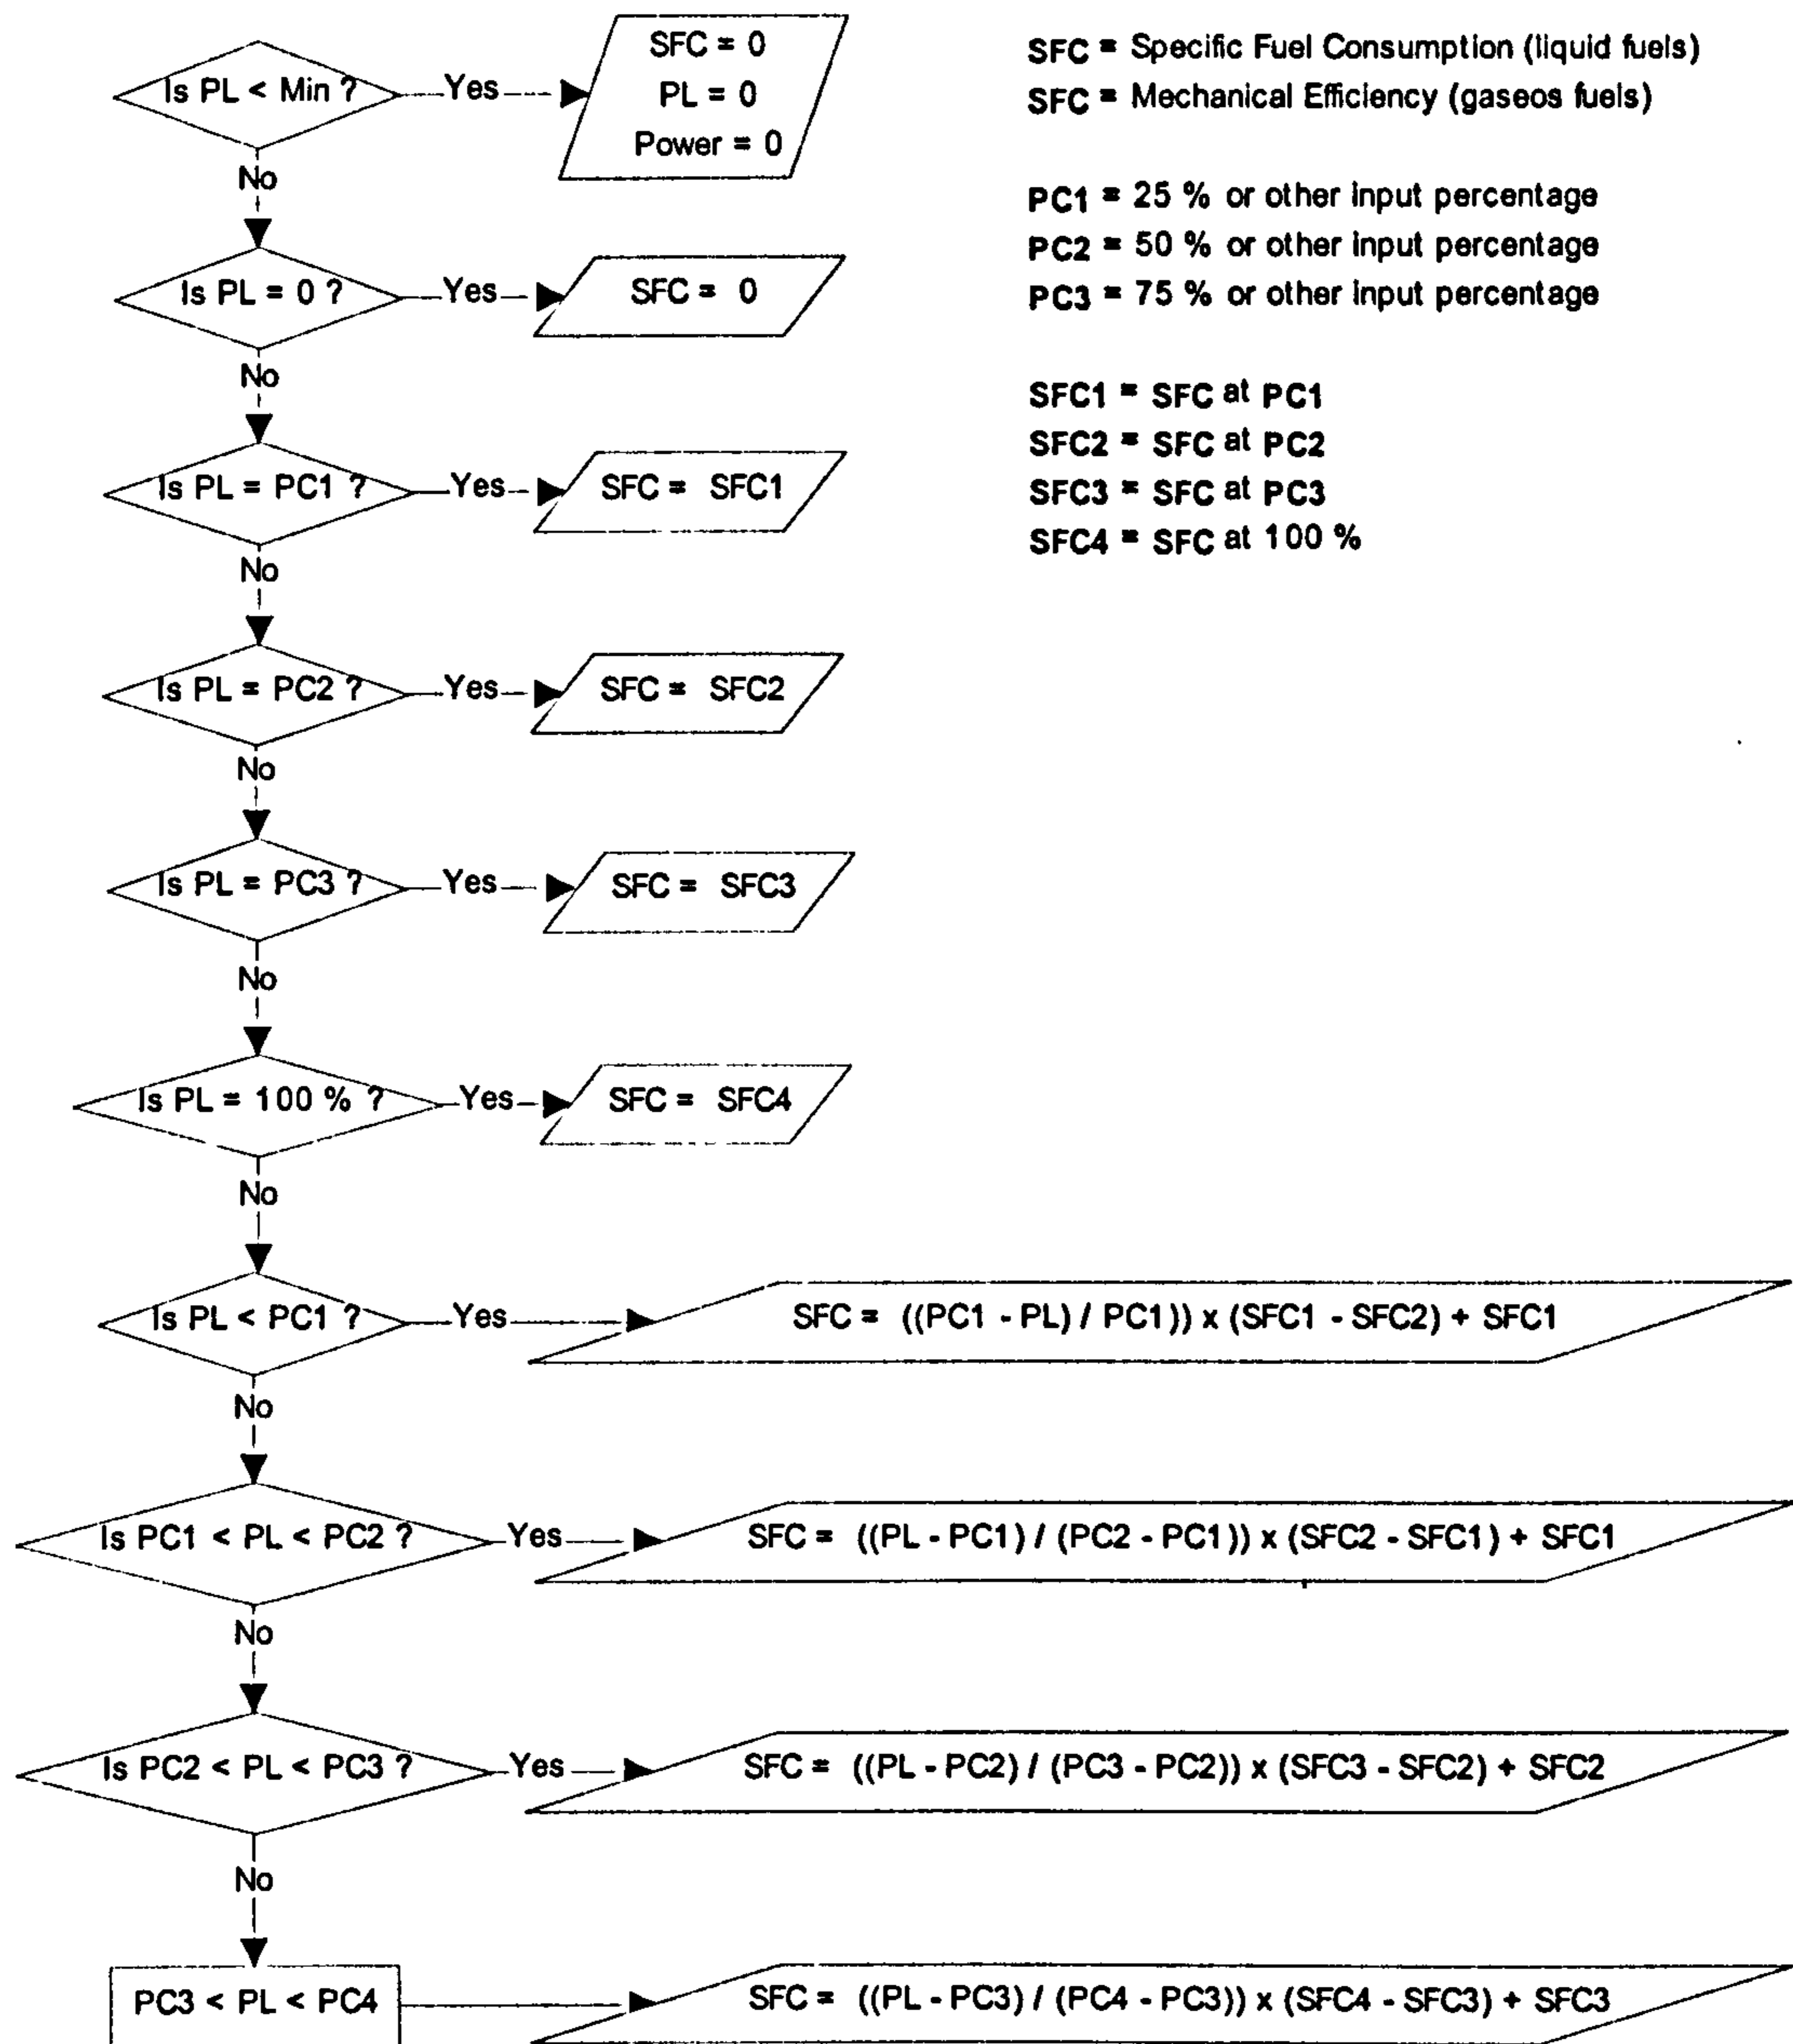 Is PL < Min ?
Yes
SFC = 0
PL = 0
Power = 0
SFC = Specific Fuel Consumption (liquid fuels)
SFC = Mechanical Efficiency (gaseos fuels)
PC1 = 25 % or other input percentage
PC2 = 50 % or other input percentage
PC3 = 75 % or other input percentage
SFC1 = SFC at PC1
SFC2 = SFC at PC2
SFC3 = SFC at PC3
SFC4 = SFC at 100 %
No
Is PL = 0 ?
Yes
SFC = 0
No
Is PL = PC1 ?
Yes
SFC = SFC1
No
Is PL = PC2 ?
Yes
SFC = SFC2
No
Is PL = PC3 ?
Yes
SFC = SFC3
No
Is PL = 100 % ?
Yes
SFC = SFC4
No
Is PL < PC1 ?
Yes
SFC = ((PC1 - PL) / PC1)) x (SFC1 - SFC2) + SFC1
No
Is PC1 < PL < PC2 ?
Yes
SFC = ((PL - PC1) / (PC2 - PC1)) x (SFC2 - SFC1) + SFC1
No
Is PC2 < PL < PC3 ?
Yes
SFC = ((PL - PC2) / (PC3 - PC2)) x (SFC3 - SFC2) + SFC2
No
PC3 < PL < PC4
SFC = ((PL - PC3) / (PC4 - PC3)) x (SFC4 - SFC3) + SFC3